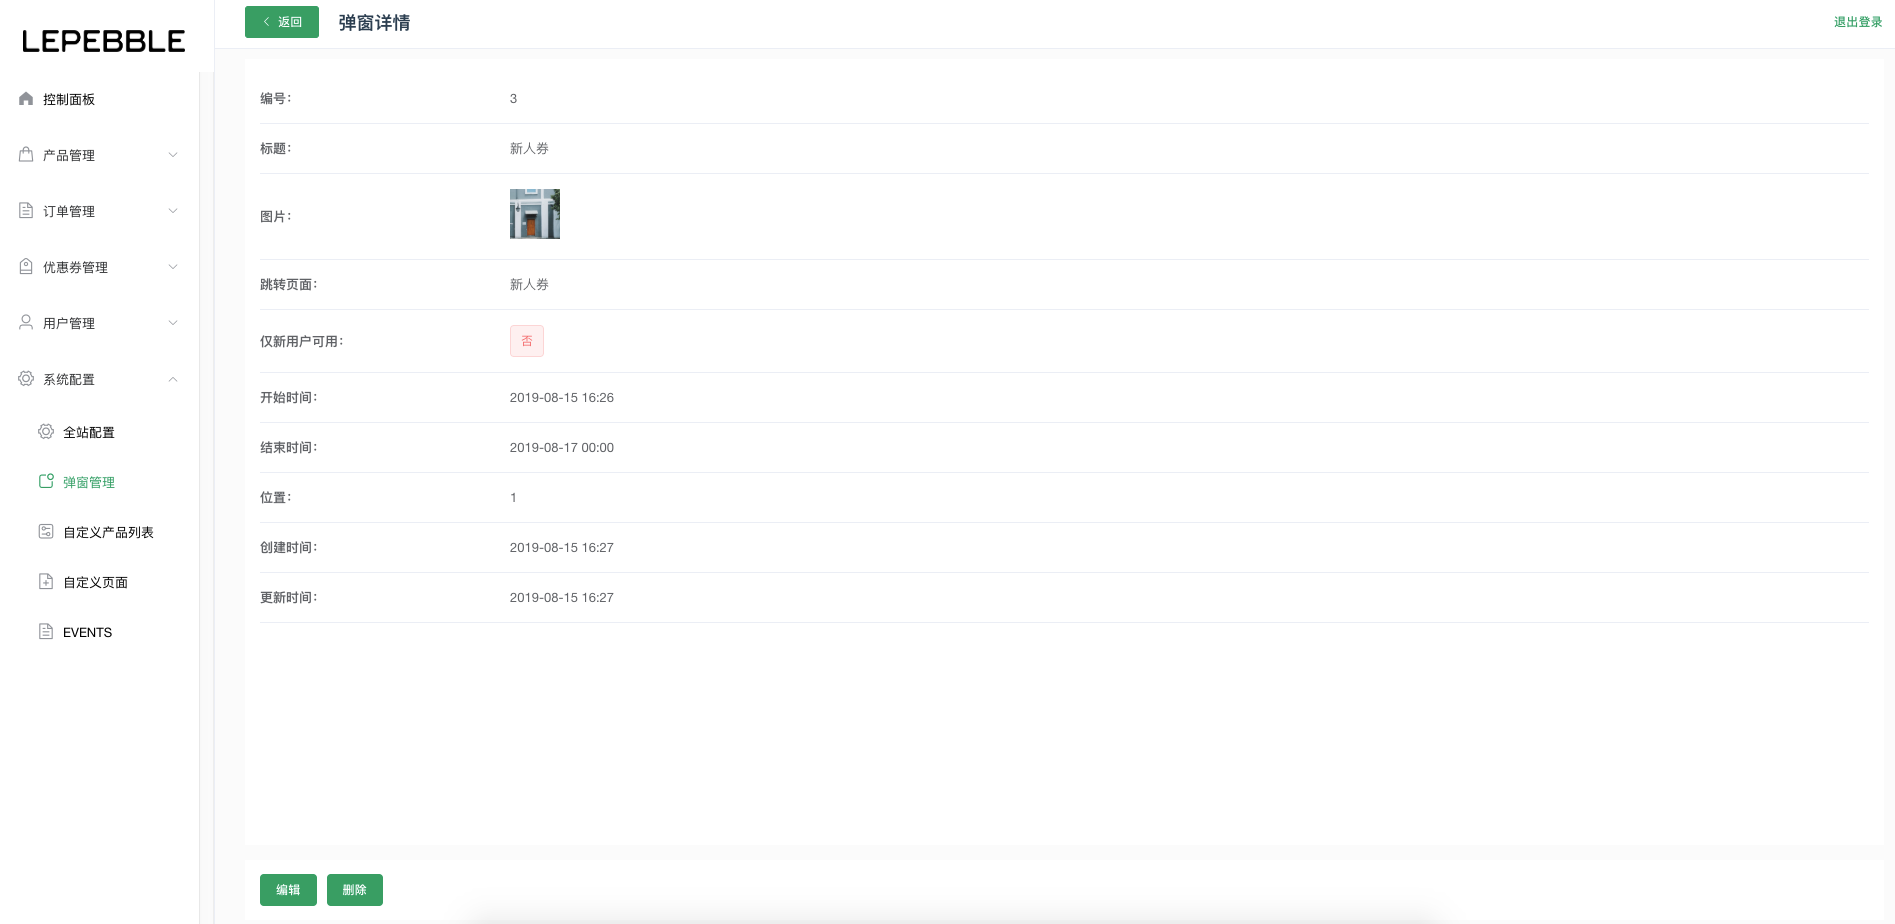 LEPEBBLE
返回
弹窗详情
退出登录
控制面板
产品管理
订单管理
优惠券管理
用户管理
系统配置
全站配置
弹窗管理
自定义产品列表
自定义页面
EVENTS
编号： 3
标题： 新人券
图片：
跳转页面： 新人券
仅新用户可用： 否
开始时间： 2019-08-15 16:26
结束时间： 2019-08-17 00:00
位置： 1
创建时间： 2019-08-15 16:27
更新时间： 2019-08-15 16:27
编辑 删除